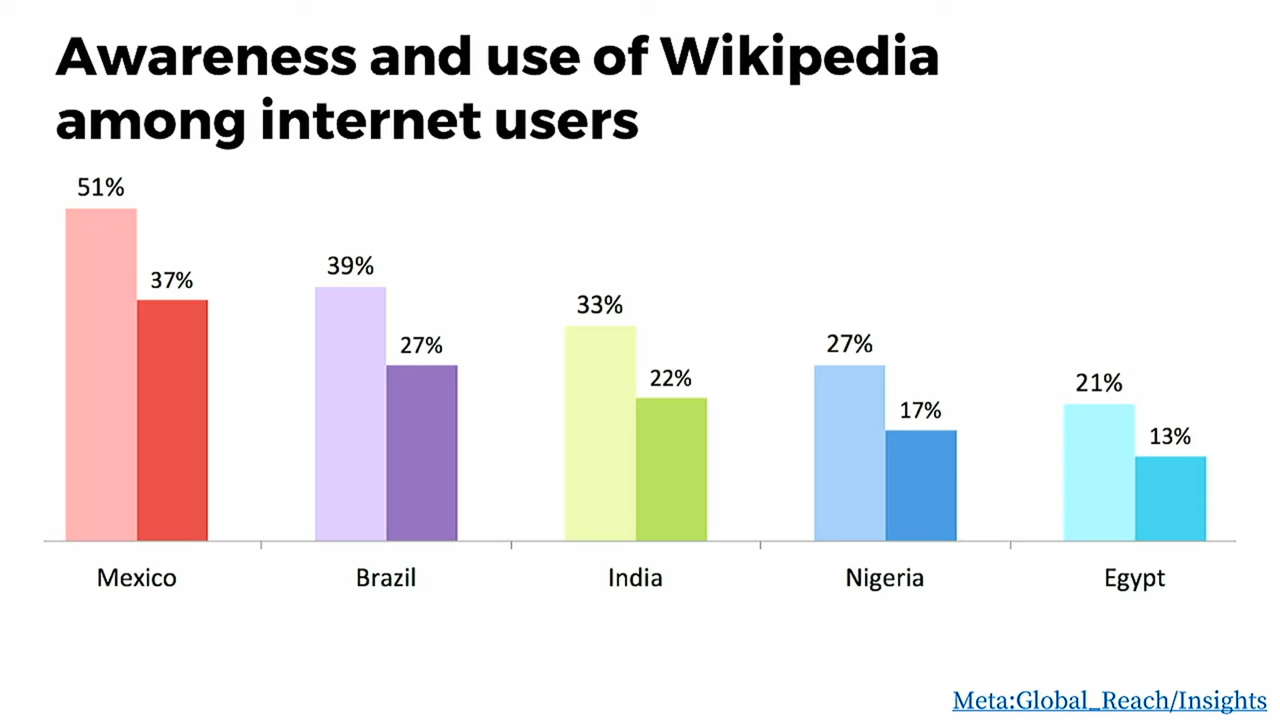 Awareness and use of Wikipedia
among internet users
51%
37%
39%
27%
33%
22%
27%
17%
21%
13%
Mexico
Brazil
India
Nigeria
Egypt
Meta:Global_Reach/Insights